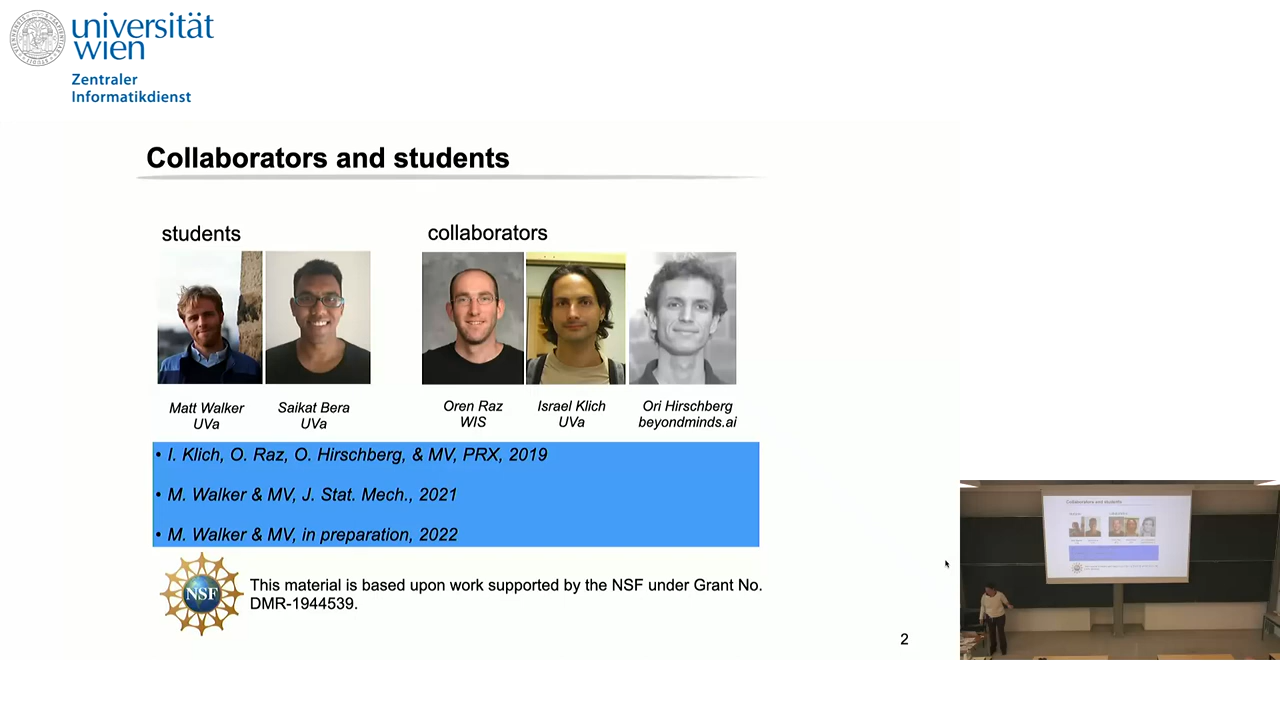 universität
wien
Zentraler
Informatikdienst
Collaborators and students
students
collaborators
Matt Walker
UVa
Saikat Bera
UVa
Oren Raz
WIS
Israel Klich
UVa
Ori Hirschberg
beyondminds.ai
• I. Klich, O. Raz, O. Hirschberg, & MV, PRX, 2019
• M. Walker & MV, J. Stat. Mech., 2021
• M. Walker & MV, in preparation, 2022
NSF
This material is based upon work supported by the NSF under Grant No.
DMR-1944539.
2
Collaborators and students